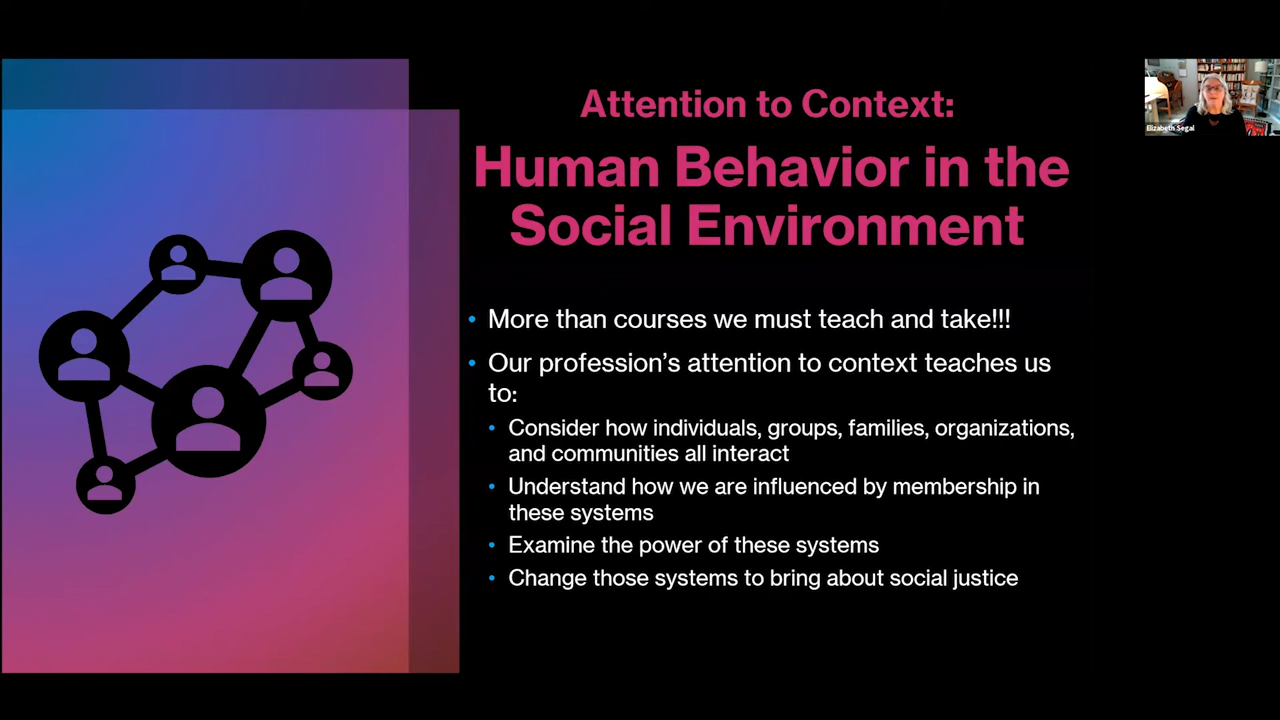 Attention to Context:
Human Behavior in the
Social Environment
• More than courses we must teach and take!!!
• Our profession's attention to context teaches us
to:
• Consider how individuals, groups, families, organizations,
and communities all interact
• Understand how we are influenced by membership in
these systems
• Examine the power of these systems
• Change those systems to bring about social justice
Elizabeth Segal